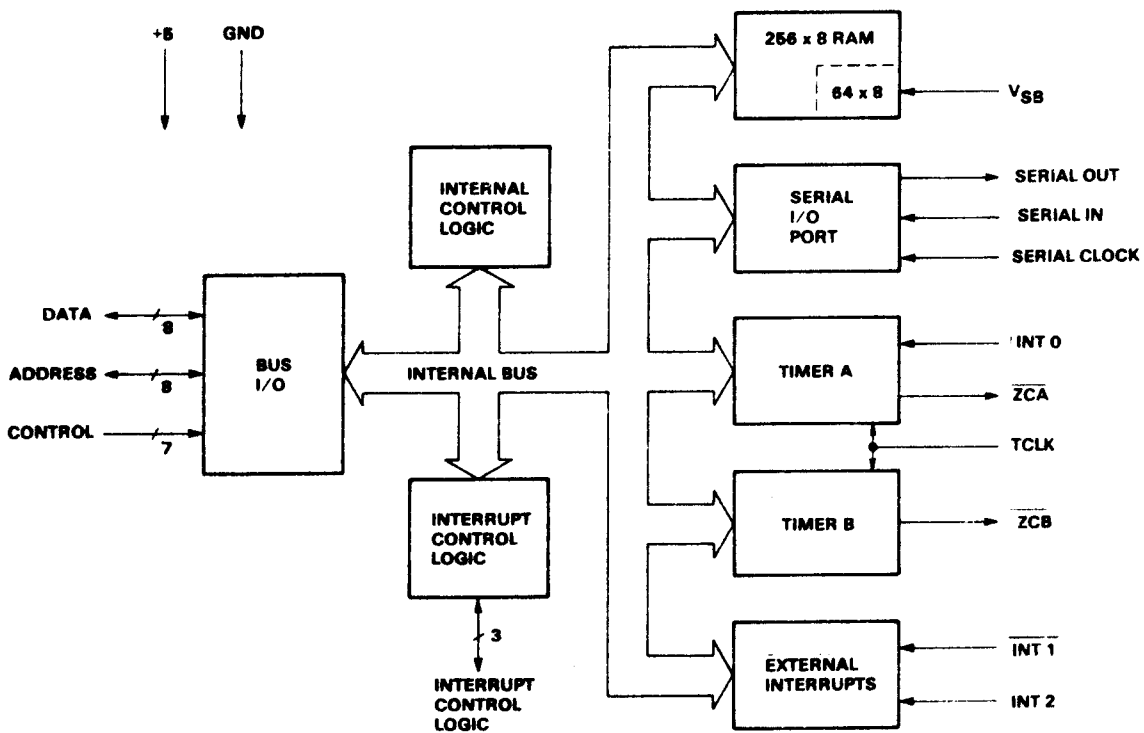 +5
GND
256 x 8 RAM
64 x 8
VSB
INTERNAL
CONTROL
LOGIC
SERIAL
I/O
PORT
SERIAL OUT
SERIAL IN
SERIAL CLOCK
DATA
8
ADDRESS
8
CONTROL
7
BUS
I/O
INTERNAL BUS
TIMER A
INT 0
ZCA
TCLK
INTERRUPT
CONTROL
LOGIC
TIMER B
ZCB
3
INTERRUPT
CONTROL
LOGIC
EXTERNAL
INTERRUPTS
INT 1
INT 2